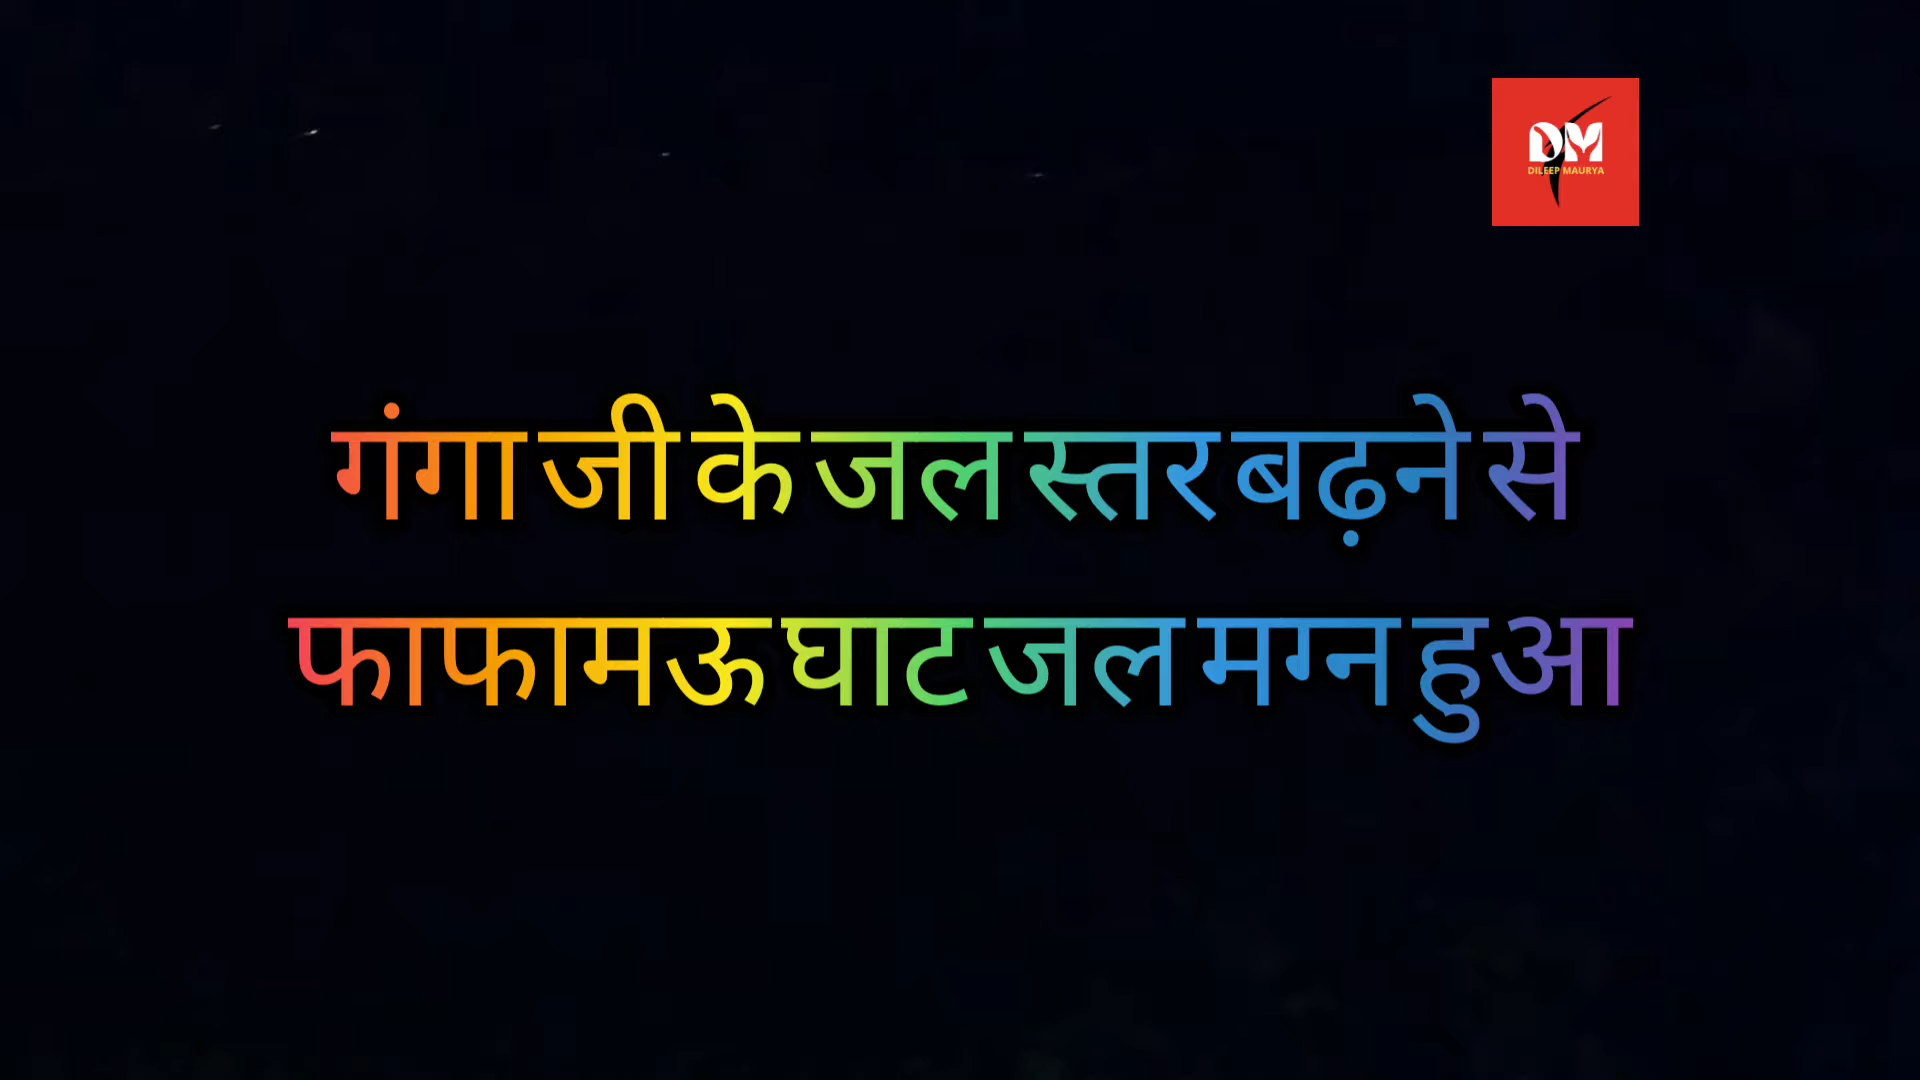 DM
DILEEP MAURYA
गंगा जी के जल स्तर बढ़ने से
फाफामऊ घाट जल मग्न हुआ